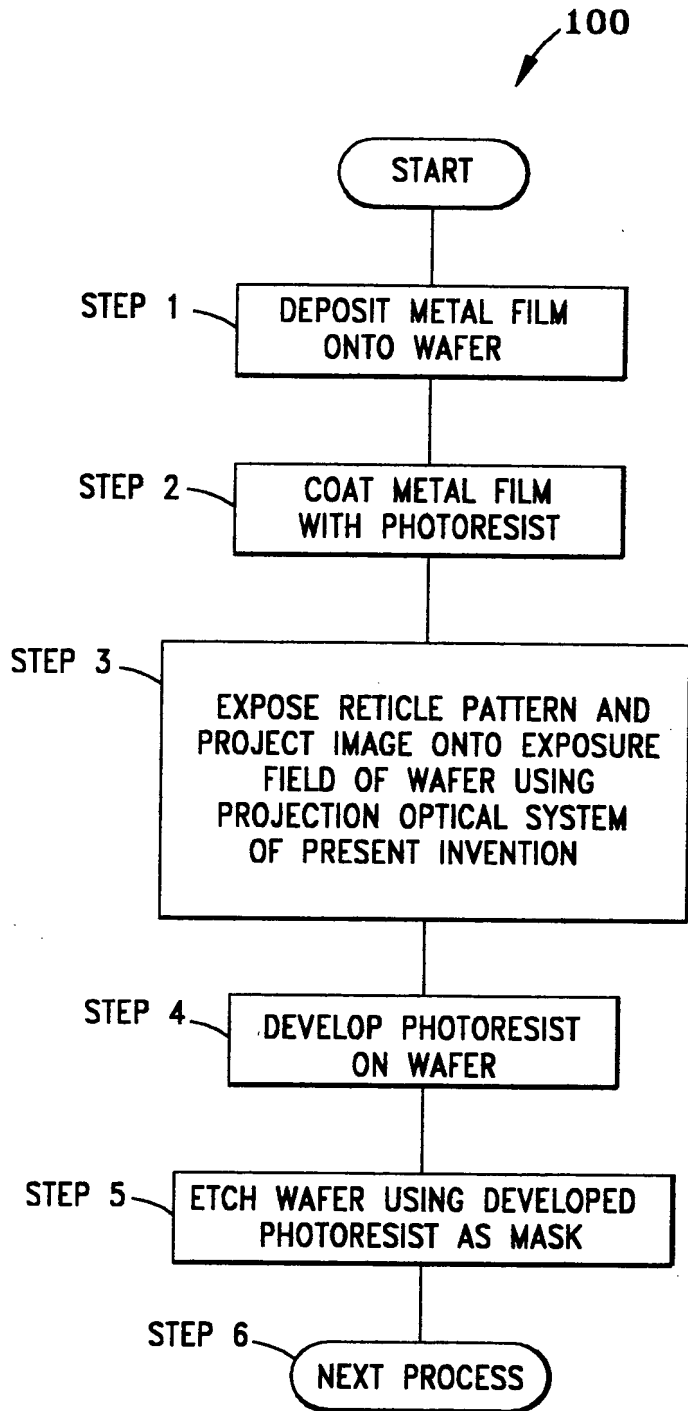 100
START
STEP 1
DEPOSIT METAL FILM
ONTO WAFER
STEP 2
COAT METAL FILM
WITH PHOTORESIST
STEP 3
EXPOSE RETICLE PATTERN AND
PROJECT IMAGE ONTO EXPOSURE
FIELD OF WAFER USING
PROJECTION OPTICAL SYSTEM
OF PRESENT INVENTION
STEP 4
DEVELOP PHOTORESIST
ON WAFER
STEP 5
ETCH WAFER USING DEVELOPED
PHOTORESIST AS MASK
STEP 6
NEXT PROCESS